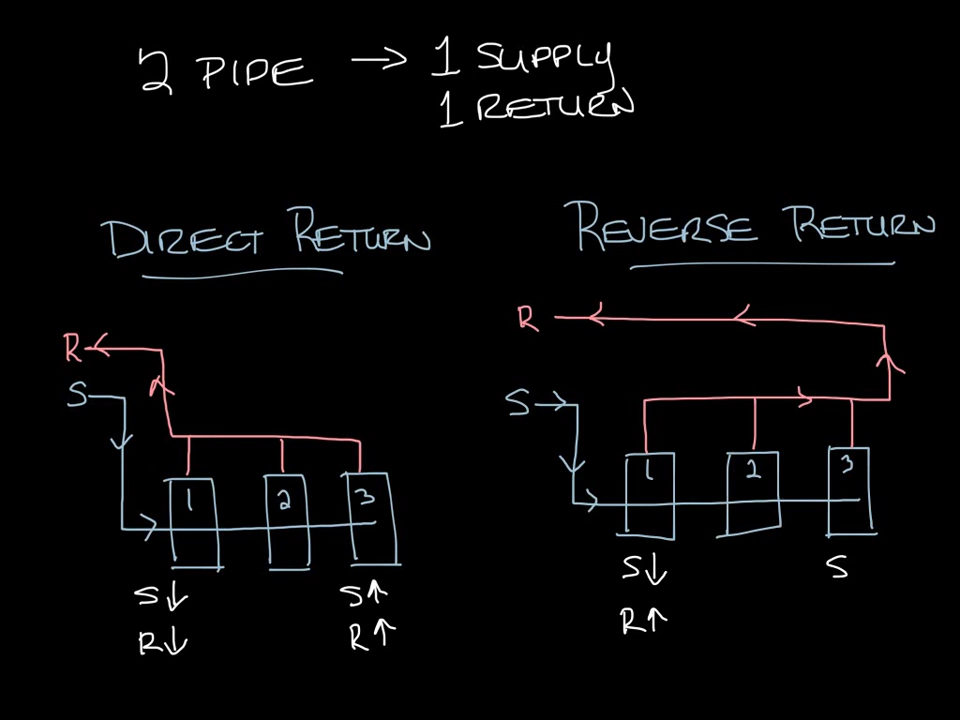 2 PIPE → 1 SUPPLY
1 RETURN
DIRECT RETURN
R
S
1 2 3
S↓ S↑
R↓ R↑
REVERSE RETURN
R
S
1 2 3
S↓ S
R↑